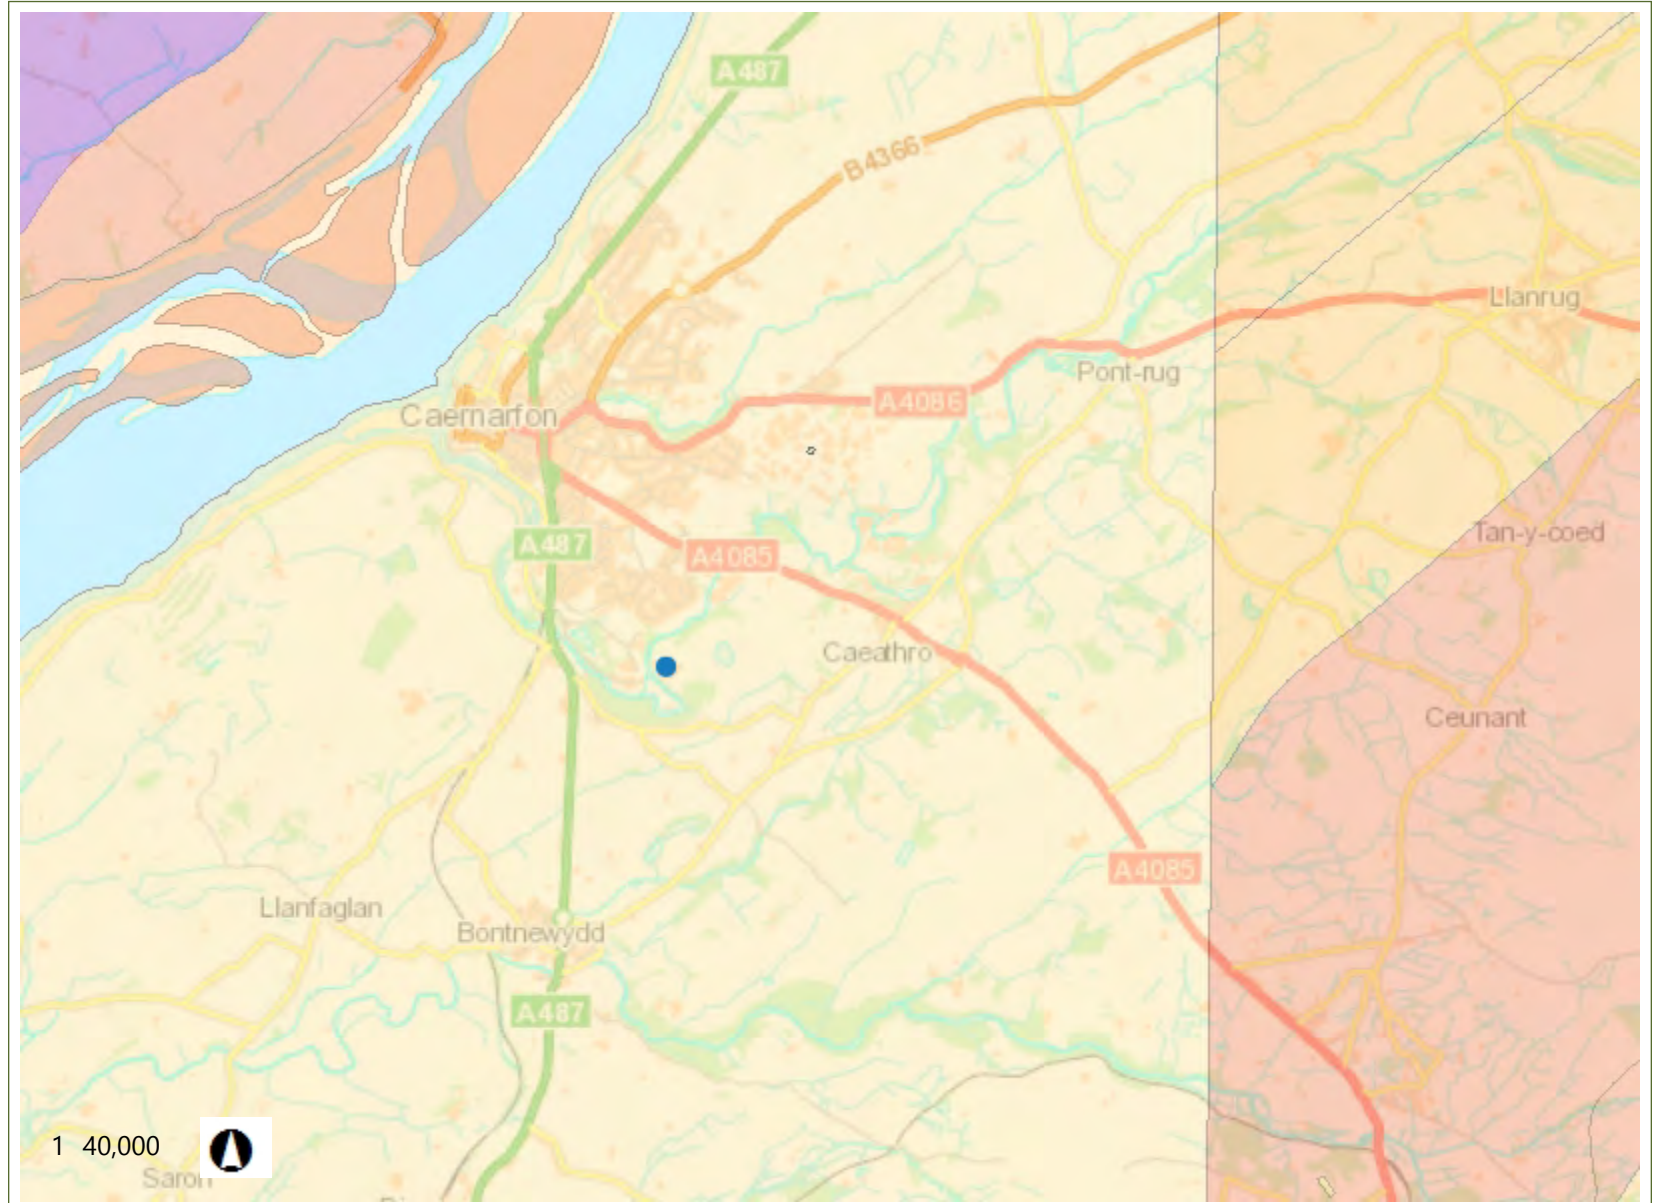 A487
B4366
Llanrug
Pont-rug
A4086
Caernarfon
Tan-y-coed
A487
A4085
Caeathro
Ceunant
A4085
Llanfaglan
Bontnewydd
A487
1 40,000
Saron